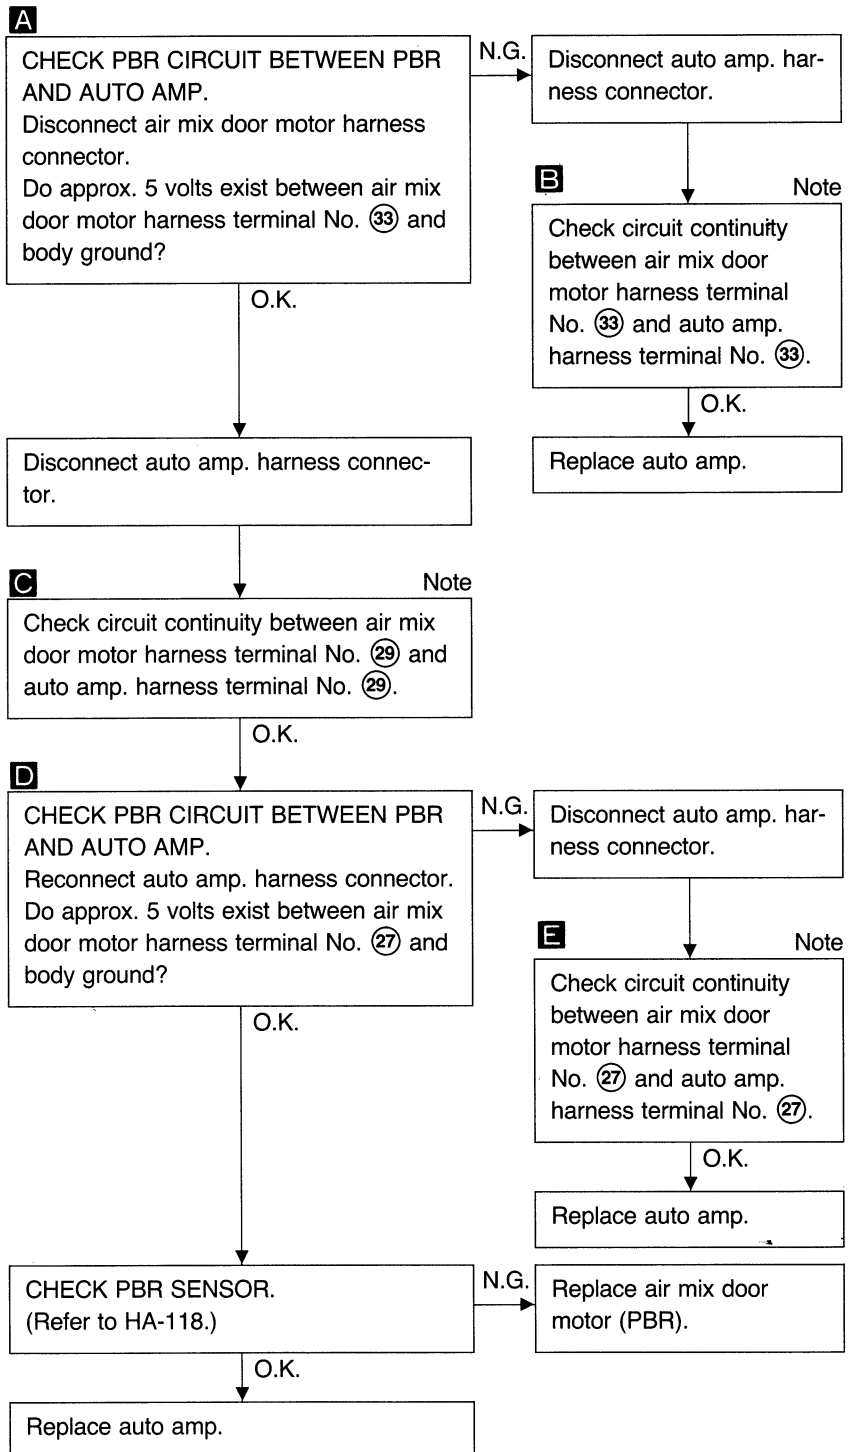 A
CHECK PBR CIRCUIT BETWEEN PBR
AND AUTO AMP.
Disconnect air mix door motor harness
connector.
Do approx. 5 volts exist between air mix
door motor harness terminal No. 33 and
body ground?
N.G.
Disconnect auto amp. har-
ness connector.
B
Note
Check circuit continuity
between air mix door
motor harness terminal
No. 33 and auto amp.
harness terminal No. 33.
O.K.
Replace auto amp.
O.K.
Disconnect auto amp. harness connec-
tor.
C
Note
Check circuit continuity between air mix
door motor harness terminal No. 29 and
auto amp. harness terminal No. 29.
O.K.
D
CHECK PBR CIRCUIT BETWEEN PBR
AND AUTO AMP.
Reconnect auto amp. harness connector.
Do approx. 5 volts exist between air mix
door motor harness terminal No. 27 and
body ground?
N.G.
Disconnect auto amp. har-
ness connector.
E
Note
Check circuit continuity
between air mix door
motor harness terminal
No. 27 and auto amp.
harness terminal No. 27.
O.K.
Replace auto amp.
O.K.
CHECK PBR SENSOR.
(Refer to HA-118.)
N.G.
Replace air mix door
motor (PBR).
O.K.
Replace auto amp.